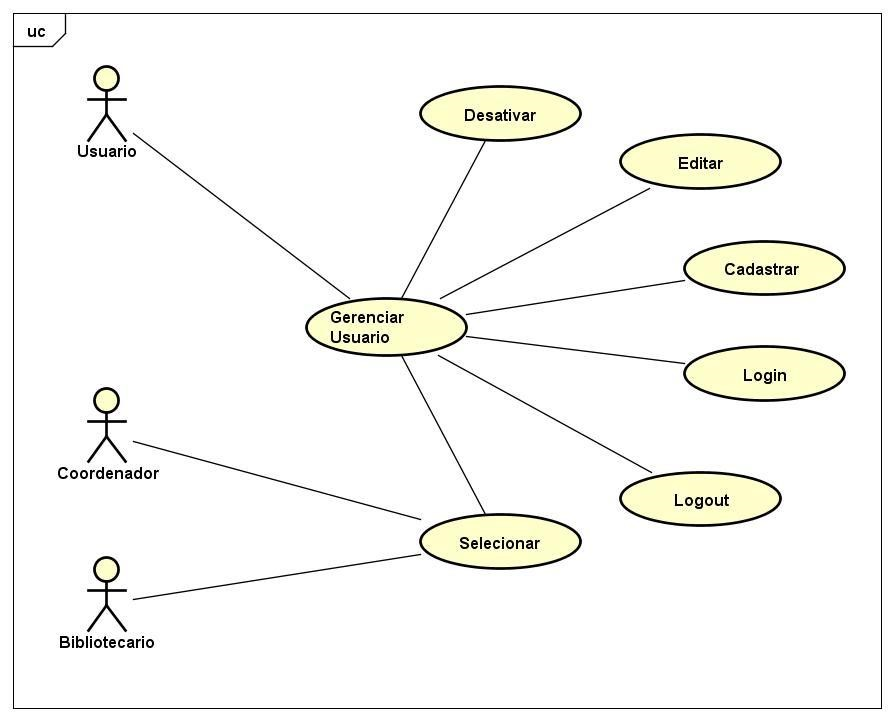 uc
Usuario
Desativar
Editar
Cadastrar
Gerenciar
Usuario
Login
Coordenador
Logout
Selecionar
Bibliotecario